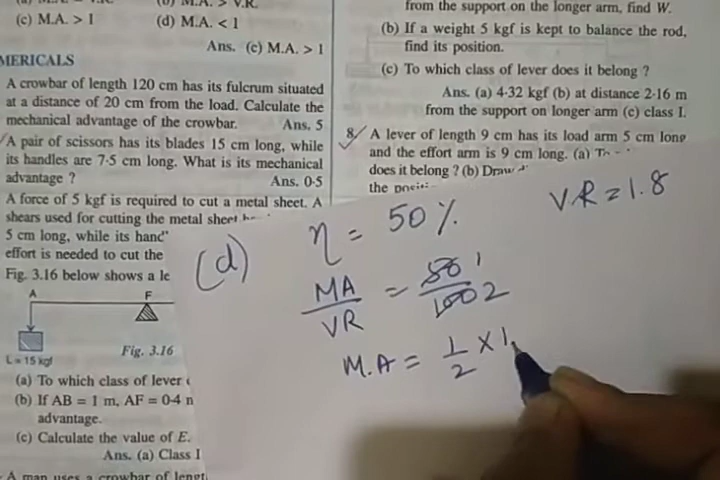 (c) M.A. > 1 (d) M.A. < 1
Ans. (c) M.A. > 1
MERICALS
A crowbar of length 120 cm has its fulcrum situated
at a distance of 20 cm from the load. Calculate the
mechanical advantage of the crowbar. Ans. 5
A pair of scissors has its blades 15 cm long, while
its handles are 7·5 cm long. What is its mechanical
advantage ? Ans. 0·5
A force of 5 kgf is required to cut a metal sheet. A
shears used for cutting the metal sheet
5 cm long, while its
effort is needed to cut the
Fig. 3.16 below shows a
A F
L = 15 kgf
Fig. 3.16
(a) To which class of lever
(b) If AB = 1 m, AF = 0·4
advantage.
(c) Calculate the value of E.
Ans. (a) Class I
A man uses a crowbar of
from the support on the longer arm, find W.
(b) If a weight 5 kgf is kept to balance the rod,
find its position.
(c) To which class of lever does it belong ?
Ans. (a) 4·32 kgf (b) at distance 2·16 m
from the support on longer arm (c) class I.
8. A lever of length 9 cm has its load arm 5 cm long
and the effort arm is 9 cm long. (a)
does it belong ? (b)
the
VR = 1.8
(d) η = 50 %
MA / VR = 50 1 / 100 2
M.A = 1/2 × 1.